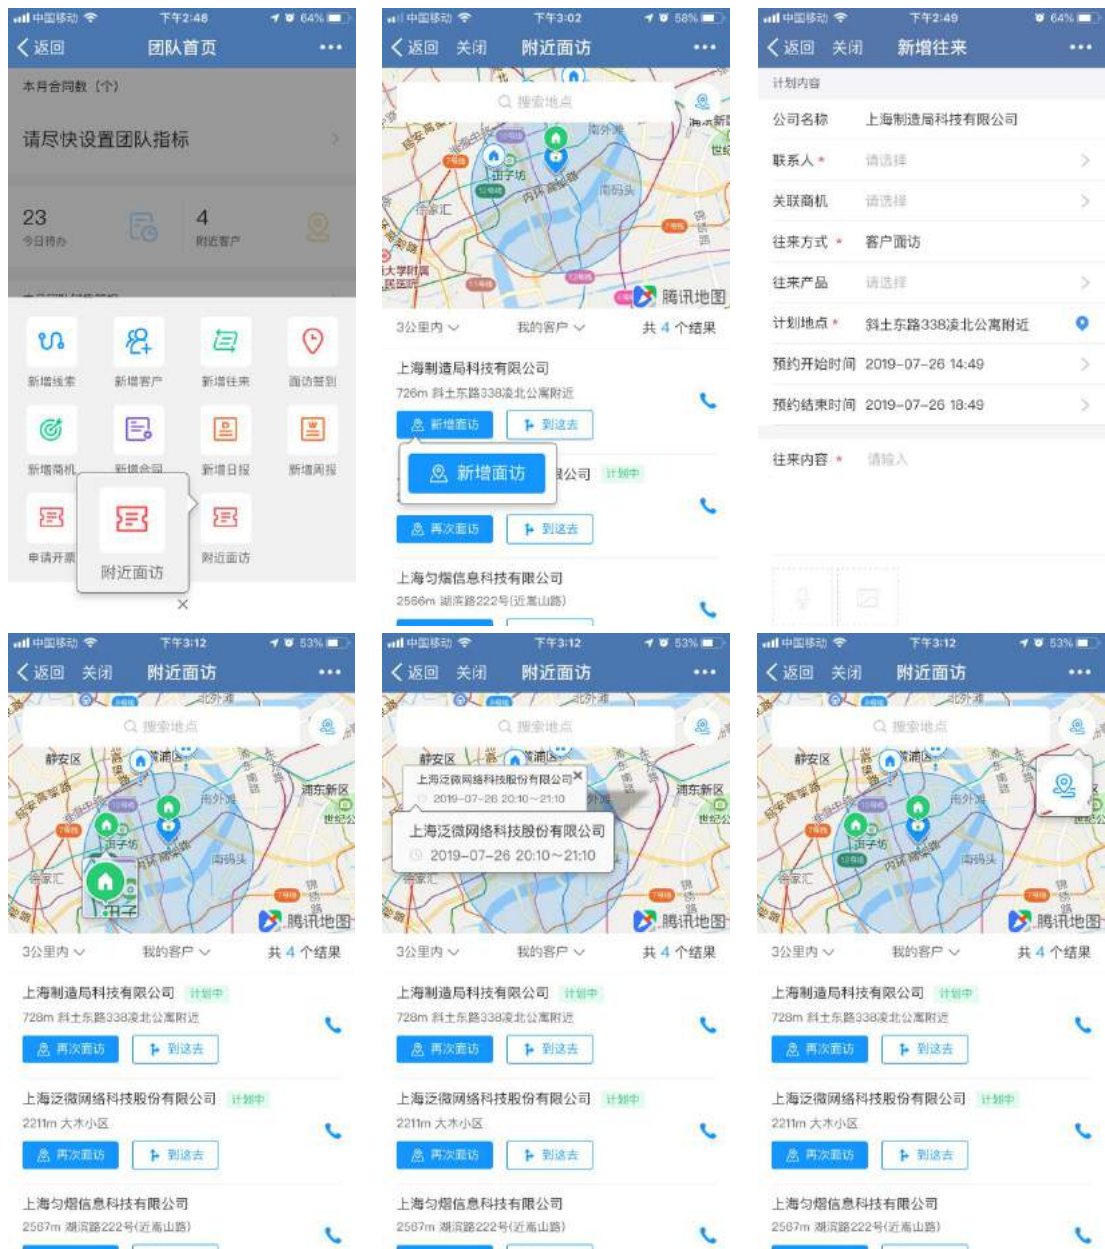 中国移动 下午2:48 64%
返回 团队首页
本月合同数（个）
请尽快设置团队指标
23 4
今日待办 附近客户
新增线索 新增客户 新增往来 面访签到
新增商机 新增合同 新增日报 新增周报
申请开票 附近面访 附近面访
×
中国移动 下午3:02 58%
返回 关闭 附近面访
搜索地点
南外滩
世纪
田子坊
内环高架路
徐家汇
南码头
腾讯地图
3公里内 我的客户 共 4 个结果
上海制造局科技有限公司
726m 斜土东路338凌北公寓附近
新增面访 到这去
新增面访 限公司 计划中
再次面访 到这去
上海匀熠信息科技有限公司
2566m 湖滨路222号(近嵩山路)
中国移动 下午2:49 64%
返回 关闭 新增往来
计划内容
公司名称 上海制造局科技有限公司
联系人 * 请选择
关联商机 请选择
往来方式 * 客户面访
往来产品 请选择
计划地点 * 斜土东路338凌北公寓附近
预约开始时间 2019-07-26 14:49
预约结束时间 2019-07-26 18:49
往来内容 * 请输入
中国移动 下午3:12 53%
返回 关闭 附近面访
搜索地点
北外滩
静安区 黄浦区
浦东新区
南外滩
世纪公
田子坊
南码头
徐家汇
田子
腾讯地图
3公里内 我的客户 共 4 个结果
上海制造局科技有限公司 计划中
728m 斜土东路338凌北公寓附近
再次面访 到这去
上海泛微网络科技股份有限公司 计划中
2211m 大木小区
再次面访 到这去
上海匀熠信息科技有限公司
2567m 湖滨路222号(近嵩山路)
中国移动 下午3:12 53%
返回 关闭 附近面访
搜索地点
北外滩
静安区 黄浦区
上海泛微网络科技股份有限公司 ×
2019-07-26 20:10～21:10
浦东新区
上海泛微网络科技股份有限公司
2019-07-26 20:10～21:10
南码头
徐家汇
腾讯地图
3公里内 我的客户 共 4 个结果
上海制造局科技有限公司 计划中
728m 斜土东路338凌北公寓附近
再次面访 到这去
上海泛微网络科技股份有限公司 计划中
2211m 大木小区
再次面访 到这去
上海匀熠信息科技有限公司
2567m 湖滨路222号(近嵩山路)
中国移动 下午3:12 53%
返回 关闭 附近面访
搜索地点
北外滩
静安区 黄浦区
南外滩
世纪公
田子坊
南码头
徐家汇
腾讯地图
3公里内 我的客户 共 4 个结果
上海制造局科技有限公司 计划中
728m 斜土东路338凌北公寓附近
再次面访 到这去
上海泛微网络科技股份有限公司 计划中
2211m 大木小区
再次面访 到这去
上海匀熠信息科技有限公司
2567m 湖滨路222号(近嵩山路)